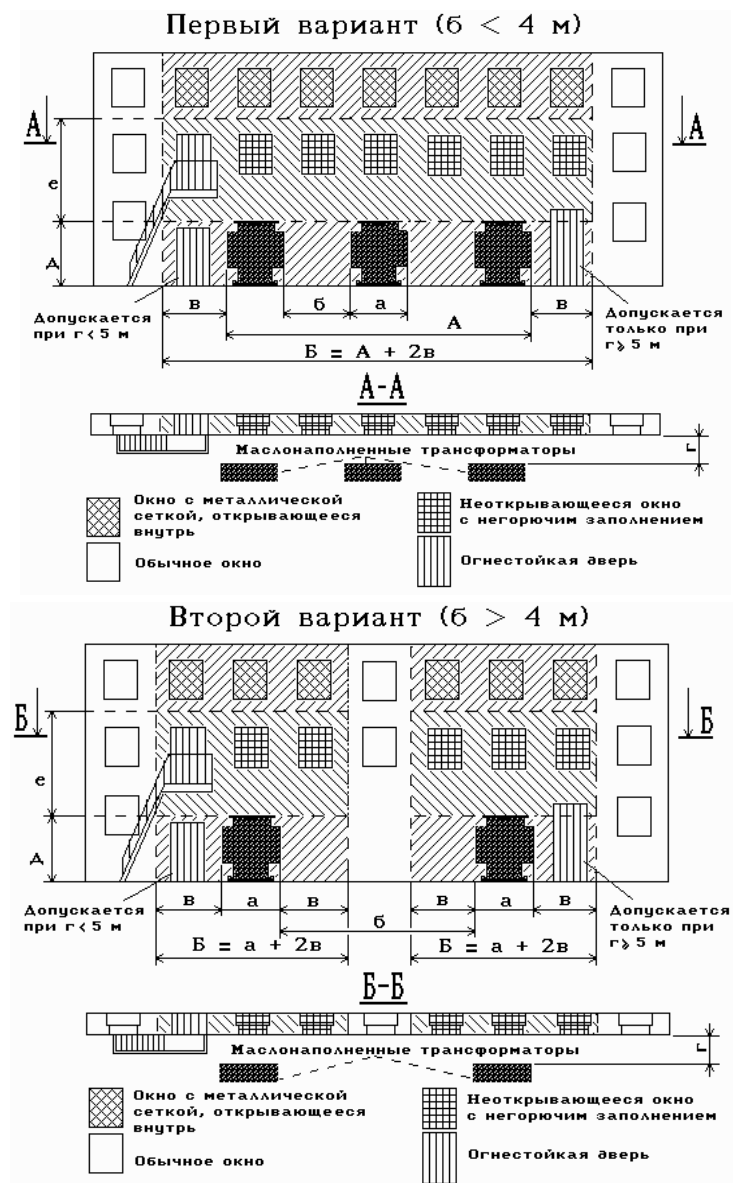 Первый вариант (б < 4 м)
А
А
е
д
Допускается
при г < 5 м
в
б
а
в
А
Б = А + 2в
Допускается
только при
г ⩾ 5 м
А-А
Маслонаполненные трансформаторы
г
Окно с металлической
сеткой, открывающееся
внутрь
Обычное окно
Неоткрывающееся окно
с негорючим заполнением
Огнестойкая дверь
Второй вариант (б > 4 м)
Б
Б
е
д
Допускается
при г < 5 м
в
а
в
в
а
в
б
Б = а + 2в
Б = а + 2в
Допускается
только при
г ⩾ 5 м
Б-Б
Маслонаполненные трансформаторы
г
Окно с металлической
сеткой, открывающееся
внутрь
Обычное окно
Неоткрывающееся окно
с негорючим заполнением
Огнестойкая дверь